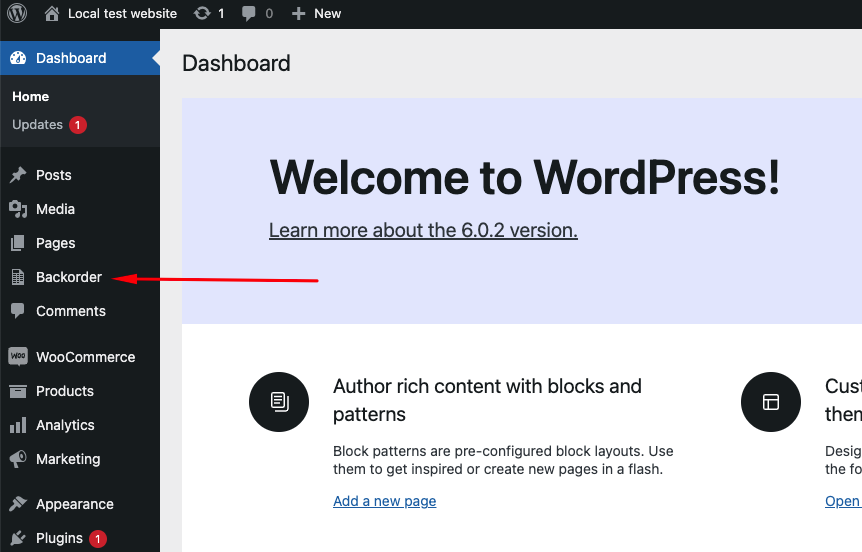 Local test website 1 0 New
Dashboard
Home
Updates 1
Posts
Media
Pages
Backorder
Comments
woo WooCommerce
Products
Analytics
Marketing
Appearance
Plugins 1
Dashboard
Welcome to WordPress!
Learn more about the 6.0.2 version.
Author rich content with blocks and
patterns
Block patterns are pre-configured block layouts. Use
them to get inspired or create new pages in a flash.
Add a new page
Cust
them
Desig
the fo
Open